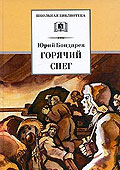 ШКОЛЬНАЯ БИБЛИОТЕКА
Юрий Бондарев
ГОРЯЧИЙ
СНЕГ